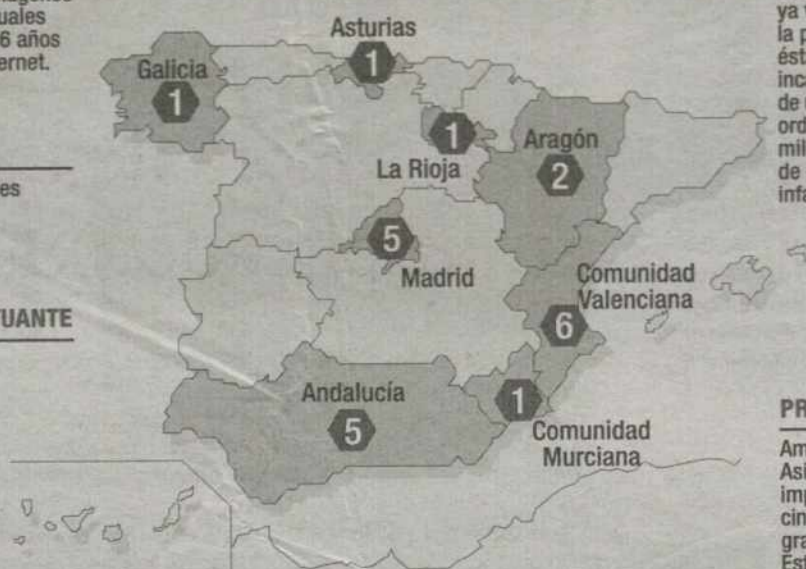 uales
6 años
ernet.
es
UANTE
Asturias
1
Galicia
1
1
La Rioja
Aragón
2
5
Madrid
Comunidad
Valenciana
6
Andalucía
5
1
Comunidad
Murciana
ya
la p
ést
inc
de
ord
mil
de
infa
PR
Am
Asi
imp
cin
gra
Est